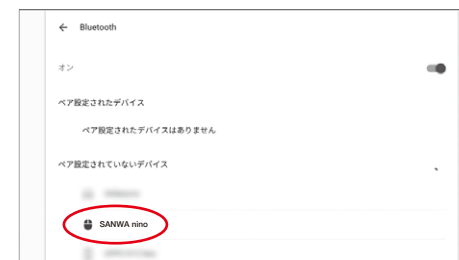 ← Bluetooth
オン
ペア設定されたデバイス
ペア設定されたデバイスはありません
ペア設定されていないデバイス
SANWA nino